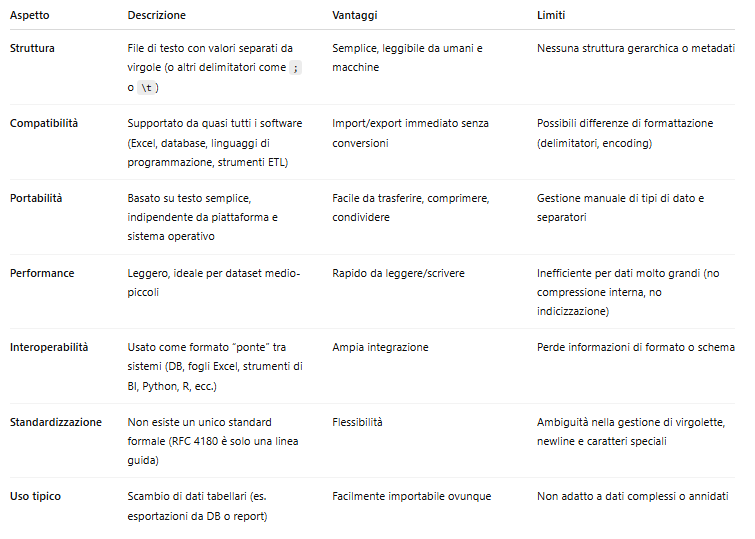 Aspetto Descrizione Vantaggi Limiti
Struttura File di testo con valori separati da Semplice, leggibile da umani e Nessuna struttura gerarchica o metadati
virgole (o altri delimitatori come ; macchine
o \t )
Compatibilità Supportato da quasi tutti i software Import/export immediato senza Possibili differenze di formattazione
(Excel, database, linguaggi di conversioni (delimitatori, encoding)
programmazione, strumenti ETL)
Portabilità Basato su testo semplice, Facile da trasferire, comprimere, Gestione manuale di tipi di dato e
indipendente da piattaforma e condividere separatori
sistema operativo
Performance Leggero, ideale per dataset medio- Rapido da leggere/scrivere Inefficiente per dati molto grandi (no
piccoli compressione interna, no
indicizzazione)
Interoperabilità Usato come formato “ponte” tra Ampia integrazione Perde informazioni di formato o schema
sistemi (DB, fogli Excel, strumenti di
BI, Python, R, ecc.)
Standardizzazione Non esiste un unico standard Flessibilità Ambiguità nella gestione di virgolette,
formale (RFC 4180 è solo una linea newline e caratteri speciali
guida)
Uso tipico Scambio di dati tabellari (es. Facilmente importabile ovunque Non adatto a dati complessi o annidati
esportazioni da DB o report)